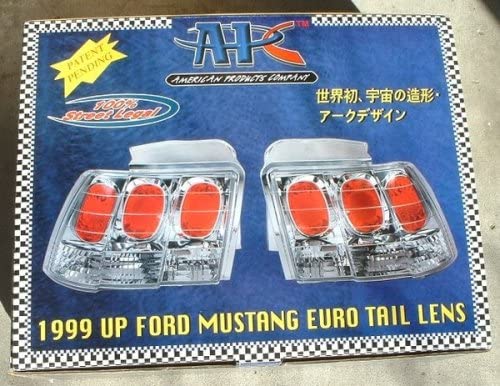 PATENT
PENDING
APC
TM
AMERICAN PRODUCTS COMPANY
100%
Street Legal
世界初、宇宙の造形・
アークデザイン
1999 UP FORD MUSTANG EURO TAIL LENS